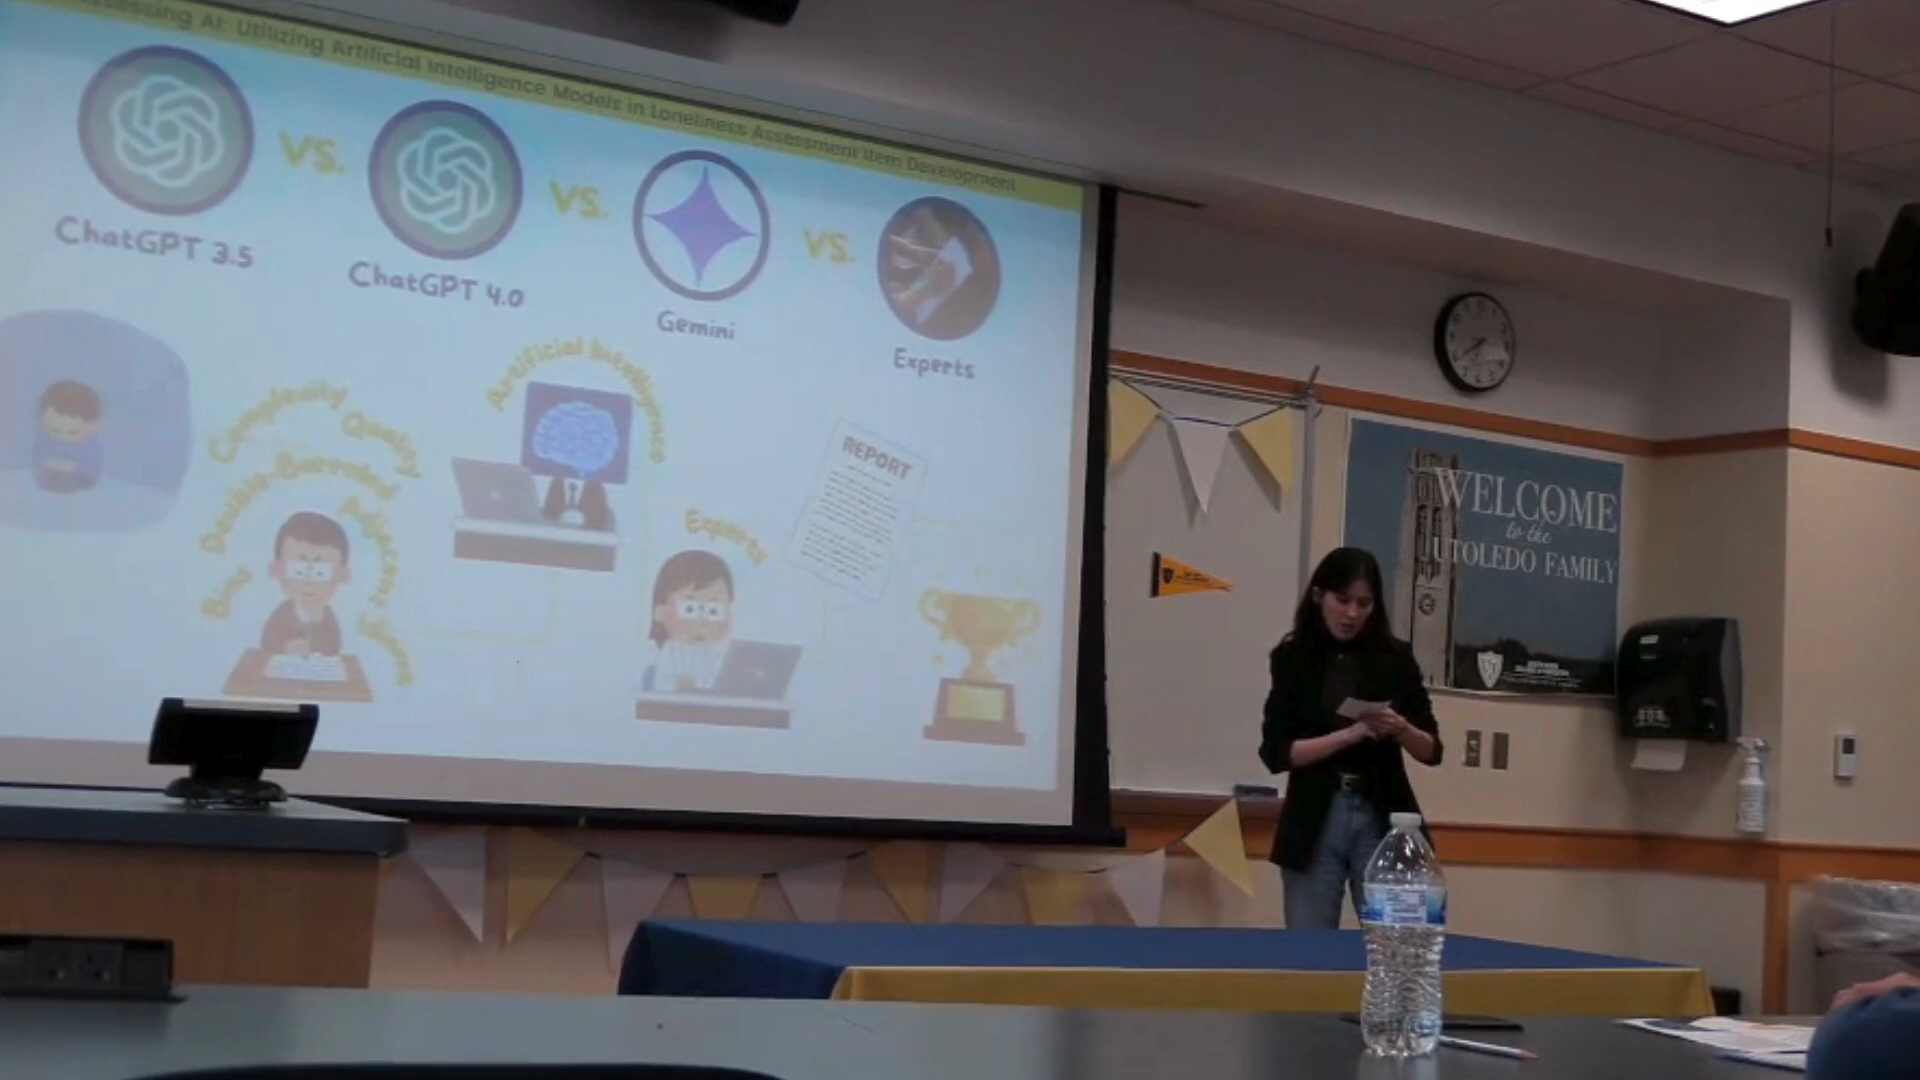 Assessing AI: Utilizing Artificial Intelligence Models in Loneliness Assessment Item Development
VS.
VS.
VS.
ChatGPT 3.5
ChatGPT 4.0
Gemini
Experts
Complexity Quality
Double-Barreled
Bias
Artificial Intelligence
Experts
REPORT
WELCOME
to the
UTOLEDO FAMILY